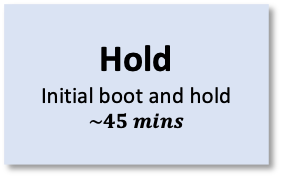 Hold
Initial boot and hold
~45 mins